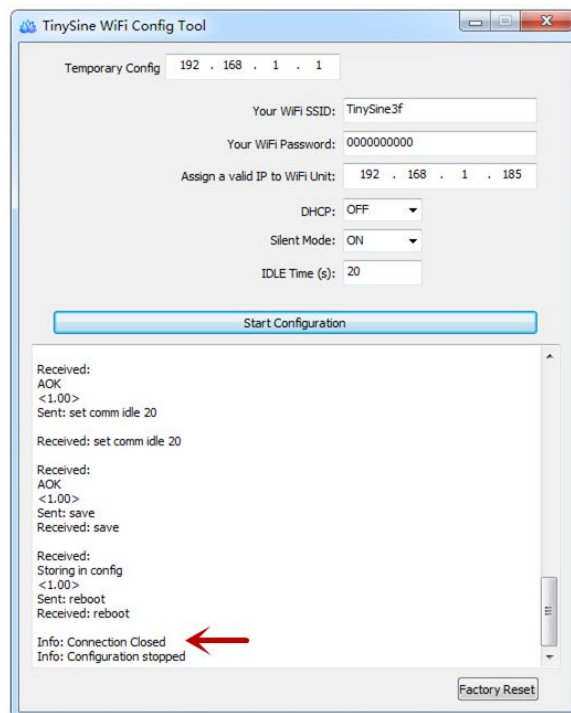 TinySine WiFi Config Tool
Temporary Config 192 . 168 . 1 . 1
Your WiFi SSID: TinySine3f
Your WiFi Password: 0000000000
Assign a valid IP to WiFi Unit: 192 . 168 . 1 . 185
DHCP: OFF
Silent Mode: ON
IDLE Time (s): 20
Start Configuration
Received:
AOK
<1.00>
Sent: set comm idle 20
Received: set comm idle 20
Received:
AOK
<1.00>
Sent: save
Received: save
Received:
Storing in config
<1.00>
Sent: reboot
Received: reboot
Info: Connection Closed
Info: Configuration stopped
Factory Reset